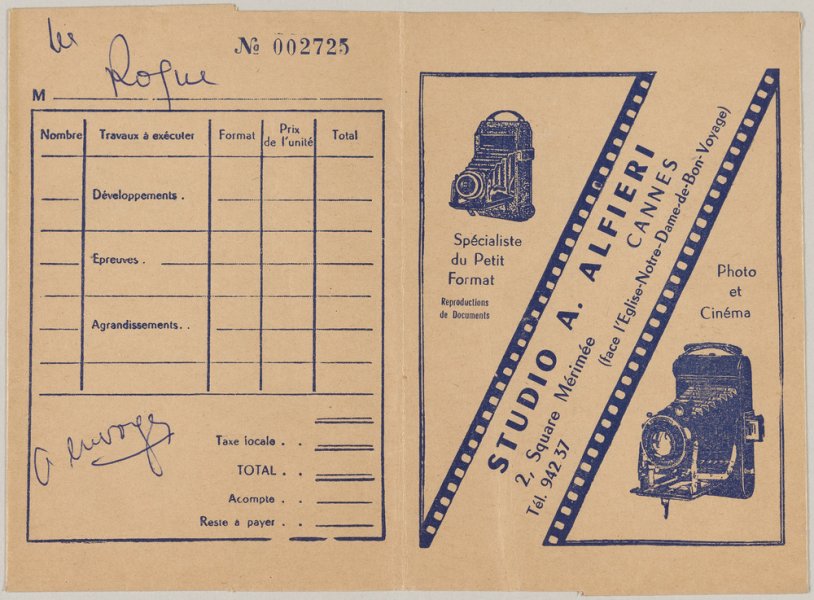 № 002725
M Rogue
Nombre Travaux à exécuter Format Prix de l'unité Total
Développements .
Epreuves .
Agrandissements. .
a envoyer
Taxe locale . .
TOTAL . .
Acompte . .
Reste à payer . .
Spécialiste
du Petit
Format
Reproductions
de Documents
STUDIO A. ALFIERI
CANNES
2, Square Mérimée
(face l'Eglise-Notre-Dame-de-Bon-Voyage)
Tél. 942 37
Photo
et
Cinéma